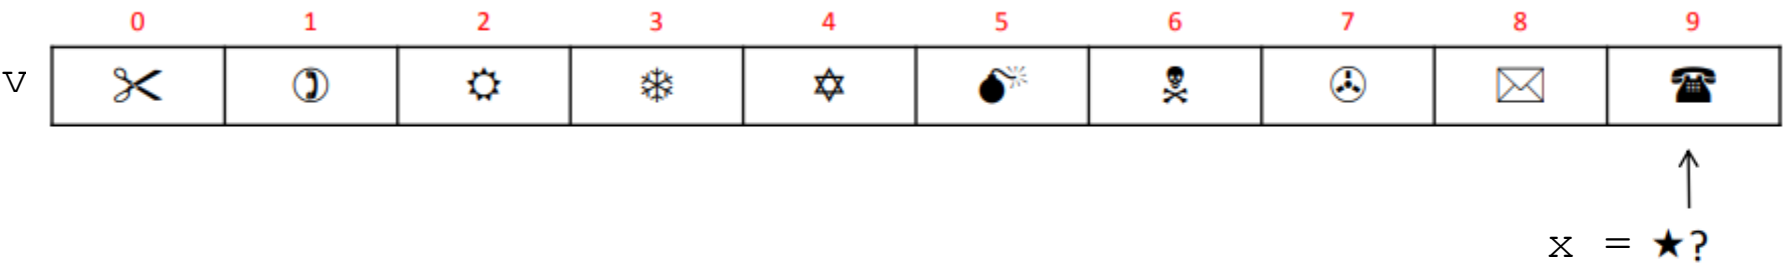 0 1 2 3 4 5 6 7 8 9
v ✂ ✆ ☼ ❄ ✡ 💣 ☠ ✇ ✉ ☎
x = ★?